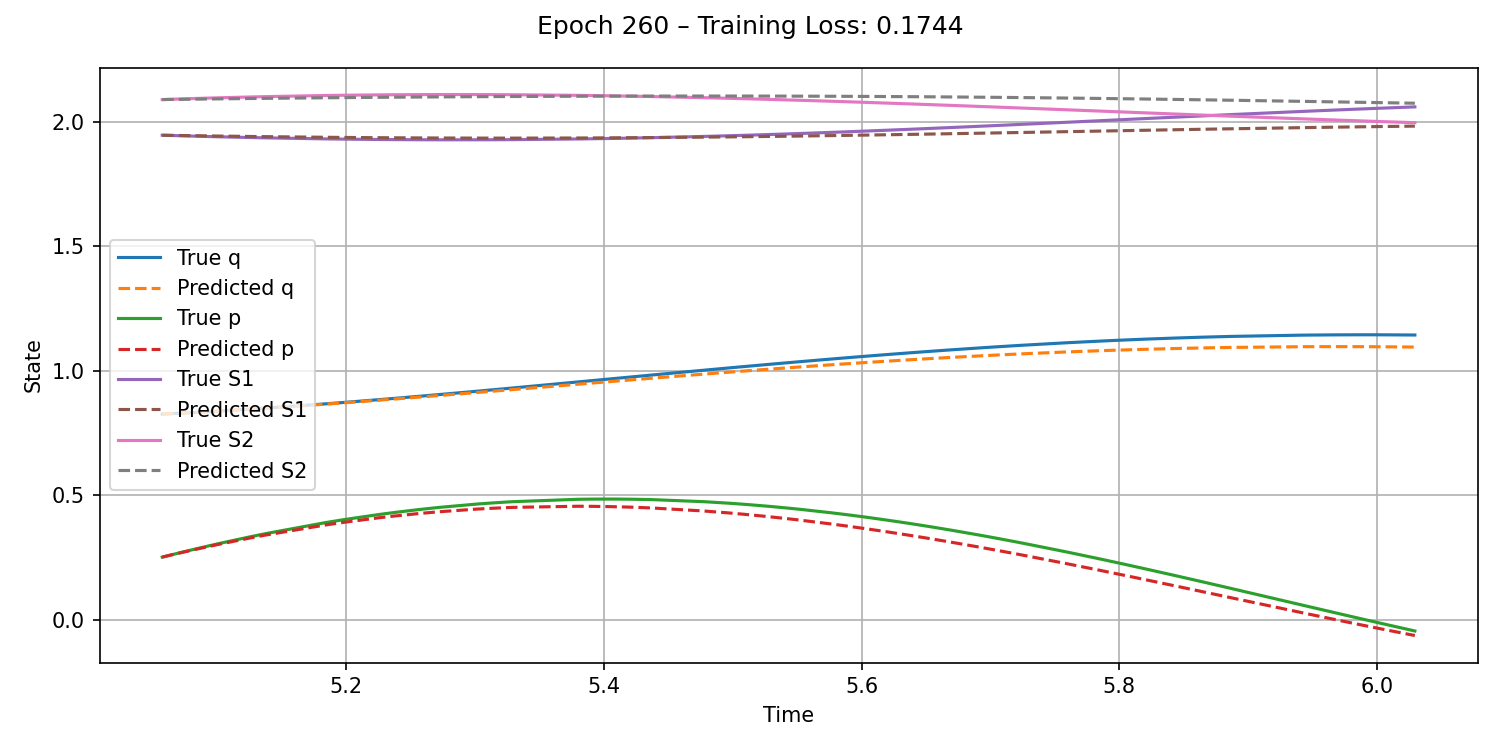 Epoch 260 – Training Loss: 0.1744
2.0
1.5
1.0
0.5
0.0
State
True q
Predicted q
True p
Predicted p
True S1
Predicted S1
True S2
Predicted S2
5.2 5.4 5.6 5.8 6.0
Time